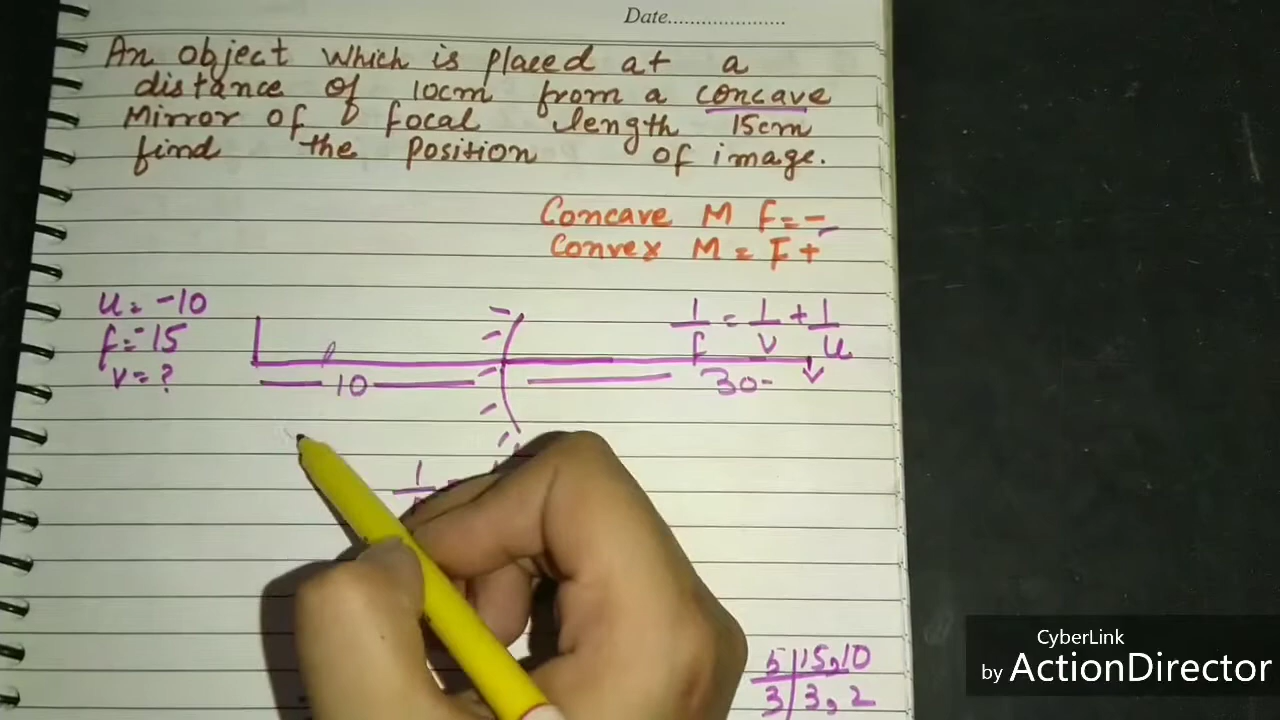 Date.....................
An object which is placed at a
distance of 10cm from a concave
Mirror of focal length 15cm
find the position of image.
Concave M F = -
Convex M = F +
u = -10
f = -15
v = ?
1/f = 1/v + 1/u
10
30
1
5 | 15, 10
3 | 3, 2
CyberLink
by ActionDirector